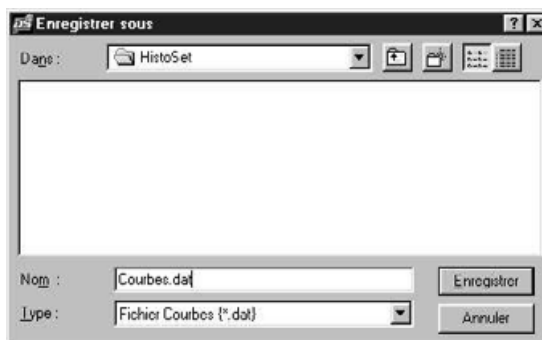 Enregistrer sous
Dans : HistoSet
Nom : Courbes.dat Enregistrer
Type : Fichier Courbes {*.dat} Annuler